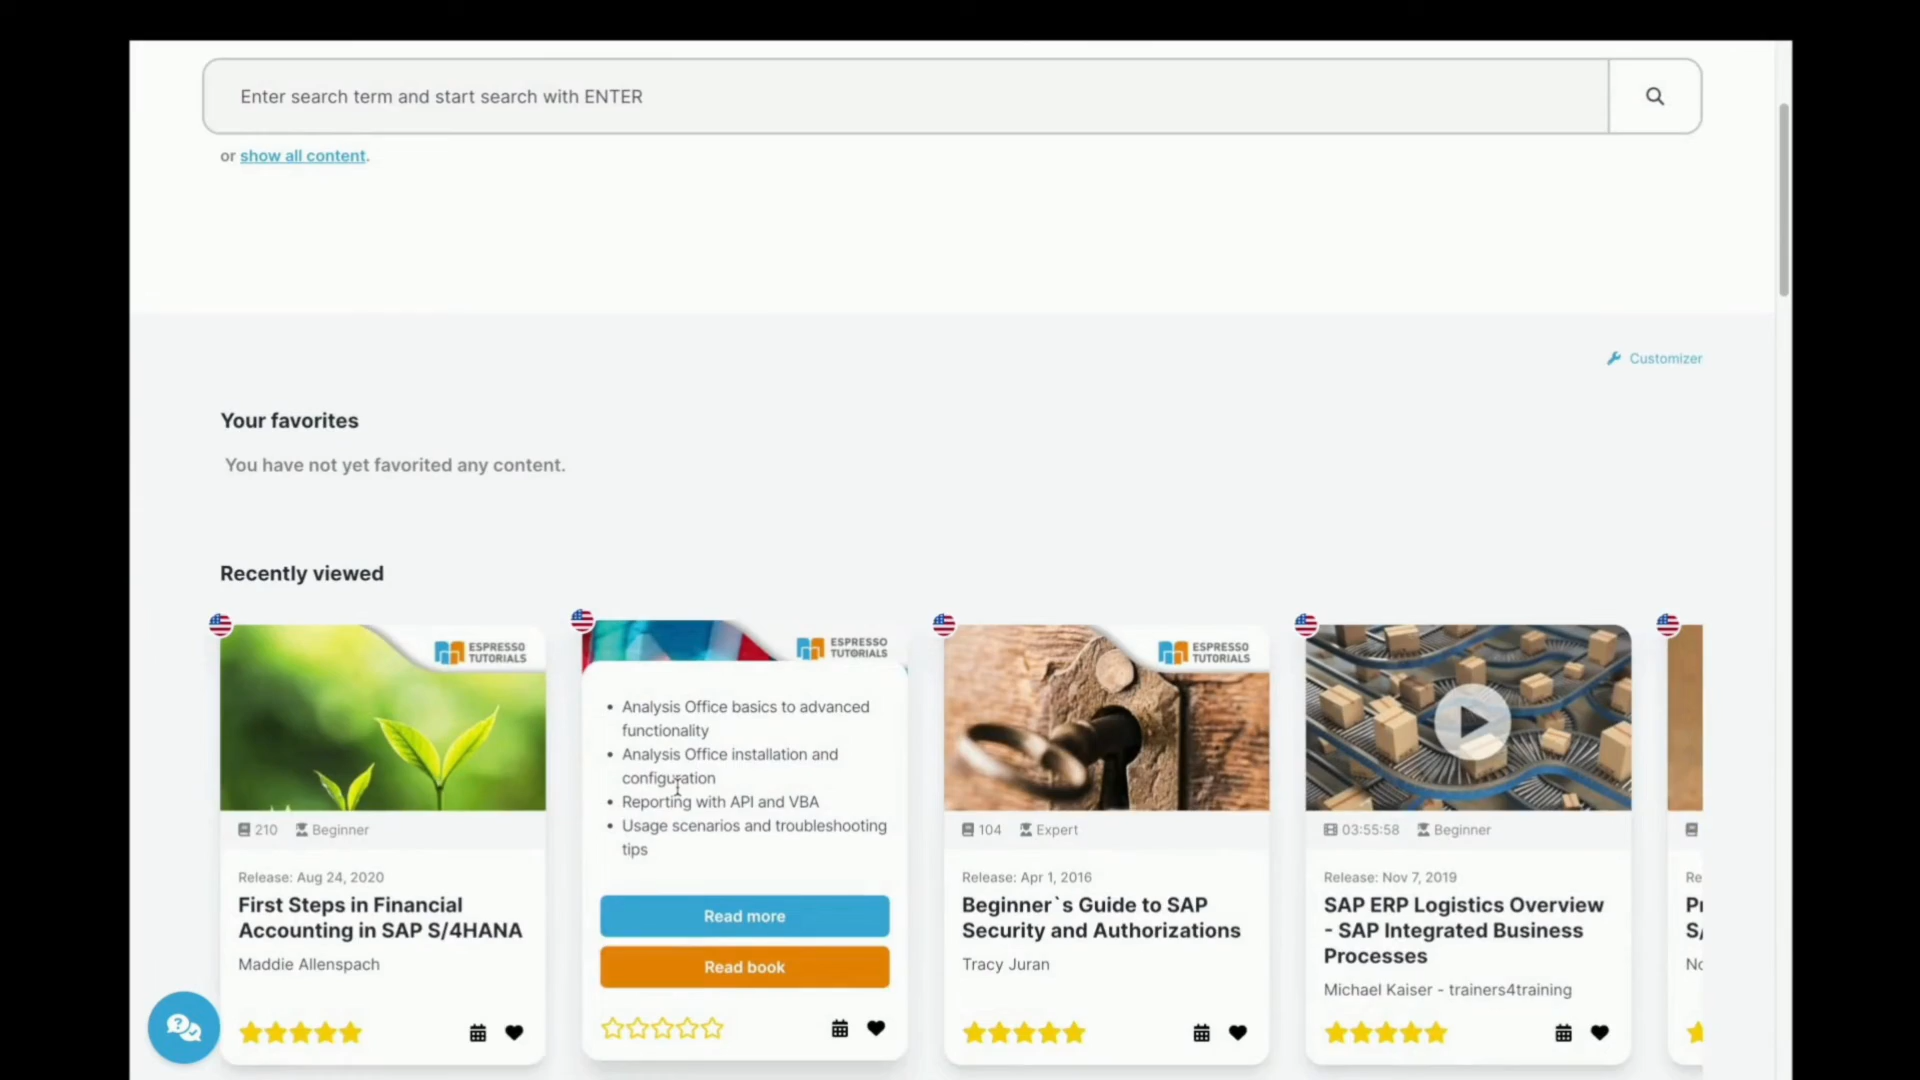 Enter search term and start search with ENTER
or show all content.
Customizer
Your favorites
You have not yet favorited any content.
Recently viewed
ESPRESSO
TUTORIALS
210 Beginner
Release: Aug 24, 2020
First Steps in Financial
Accounting in SAP S/4HANA
Maddie Allenspach
ESPRESSO
TUTORIALS
• Analysis Office basics to advanced
functionality
• Analysis Office installation and
configuration
• Reporting with API and VBA
• Usage scenarios and troubleshooting
tips
Read more
Read book
ESPRESSO
TUTORIALS
104 Expert
Release: Apr 1, 2016
Beginner`s Guide to SAP
Security and Authorizations
Tracy Juran
03:55:58 Beginner
Release: Nov 7, 2019
SAP ERP Logistics Overview
- SAP Integrated Business
Processes
Michael Kaiser - trainers4training